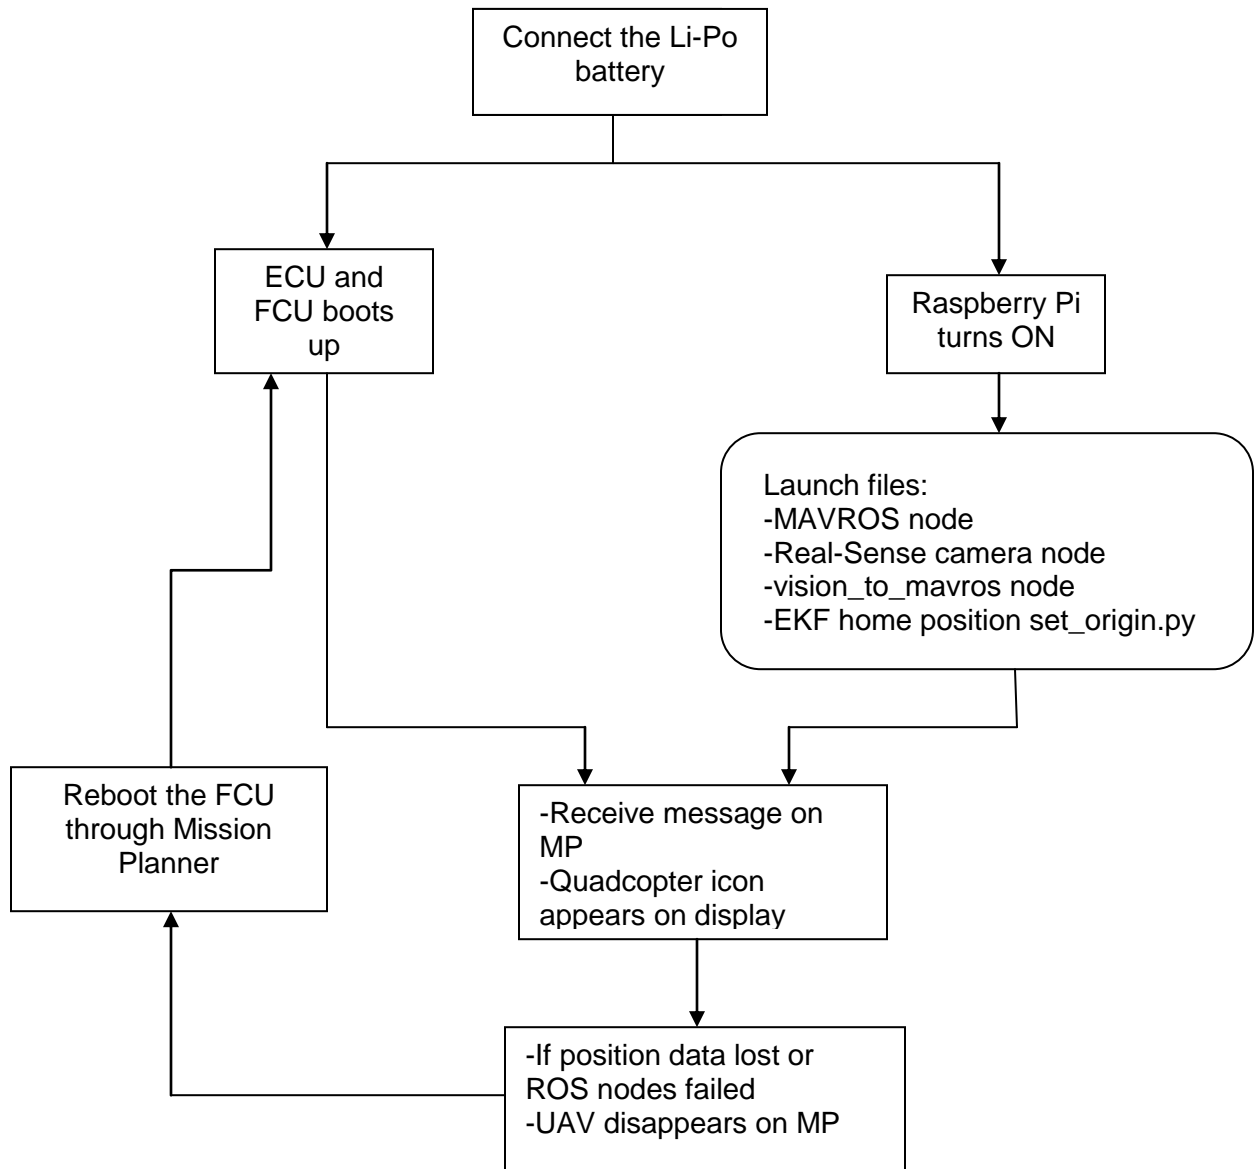 Connect the Li-Po
battery
ECU and
FCU boots
up
Raspberry Pi
turns ON
Launch files:
-MAVROS node
-Real-Sense camera node
-vision_to_mavros node
-EKF home position set_origin.py
Reboot the FCU
through Mission
Planner
-Receive message on
MP
-Quadcopter icon
appears on display
-If position data lost or
ROS nodes failed
-UAV disappears on MP